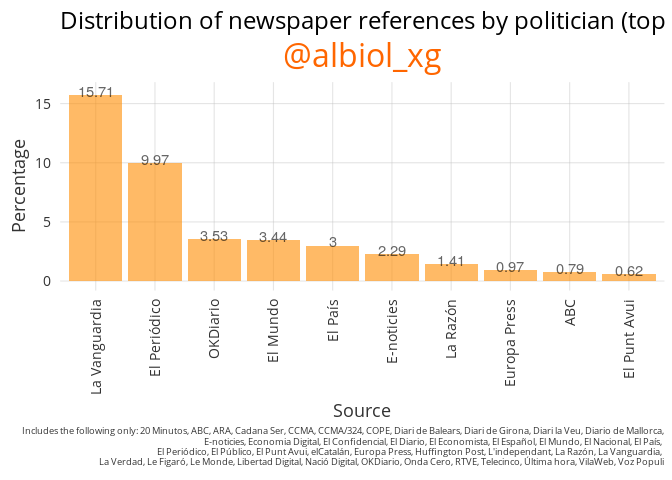 Distribution of newspaper references by politician (top
@albiol_xg
Percentage
15
10
5
0
15.71
9.97
3.53
3.44
3
2.29
1.41
0.97
0.79
0.62
La Vanguardia
El Periódico
OKDiario
El Mundo
El País
E-noticies
La Razón
Europa Press
ABC
El Punt Avui
Source
Includes the following only: 20 Minutos, ABC, ARA, Cadana Ser, CCMA, CCMA/324, COPE, Diari de Balears, Diari de Girona, Diari la Veu, Diario de Mallorca,
E-noticies, Economia Digital, El Confidencial, El Diario, El Economista, El Español, El Mundo, El Nacional, El País,
El Periódico, El Público, El Punt Avui, elCatalán, Europa Press, Huffington Post, L'independant, La Razón, La Vanguardia,
La Verdad, Le Figaró, Le Monde, Libertad Digital, Nació Digital, OKDiario, Onda Cero, RTVE, Telecinco, Última hora, VilaWeb, Voz Populi